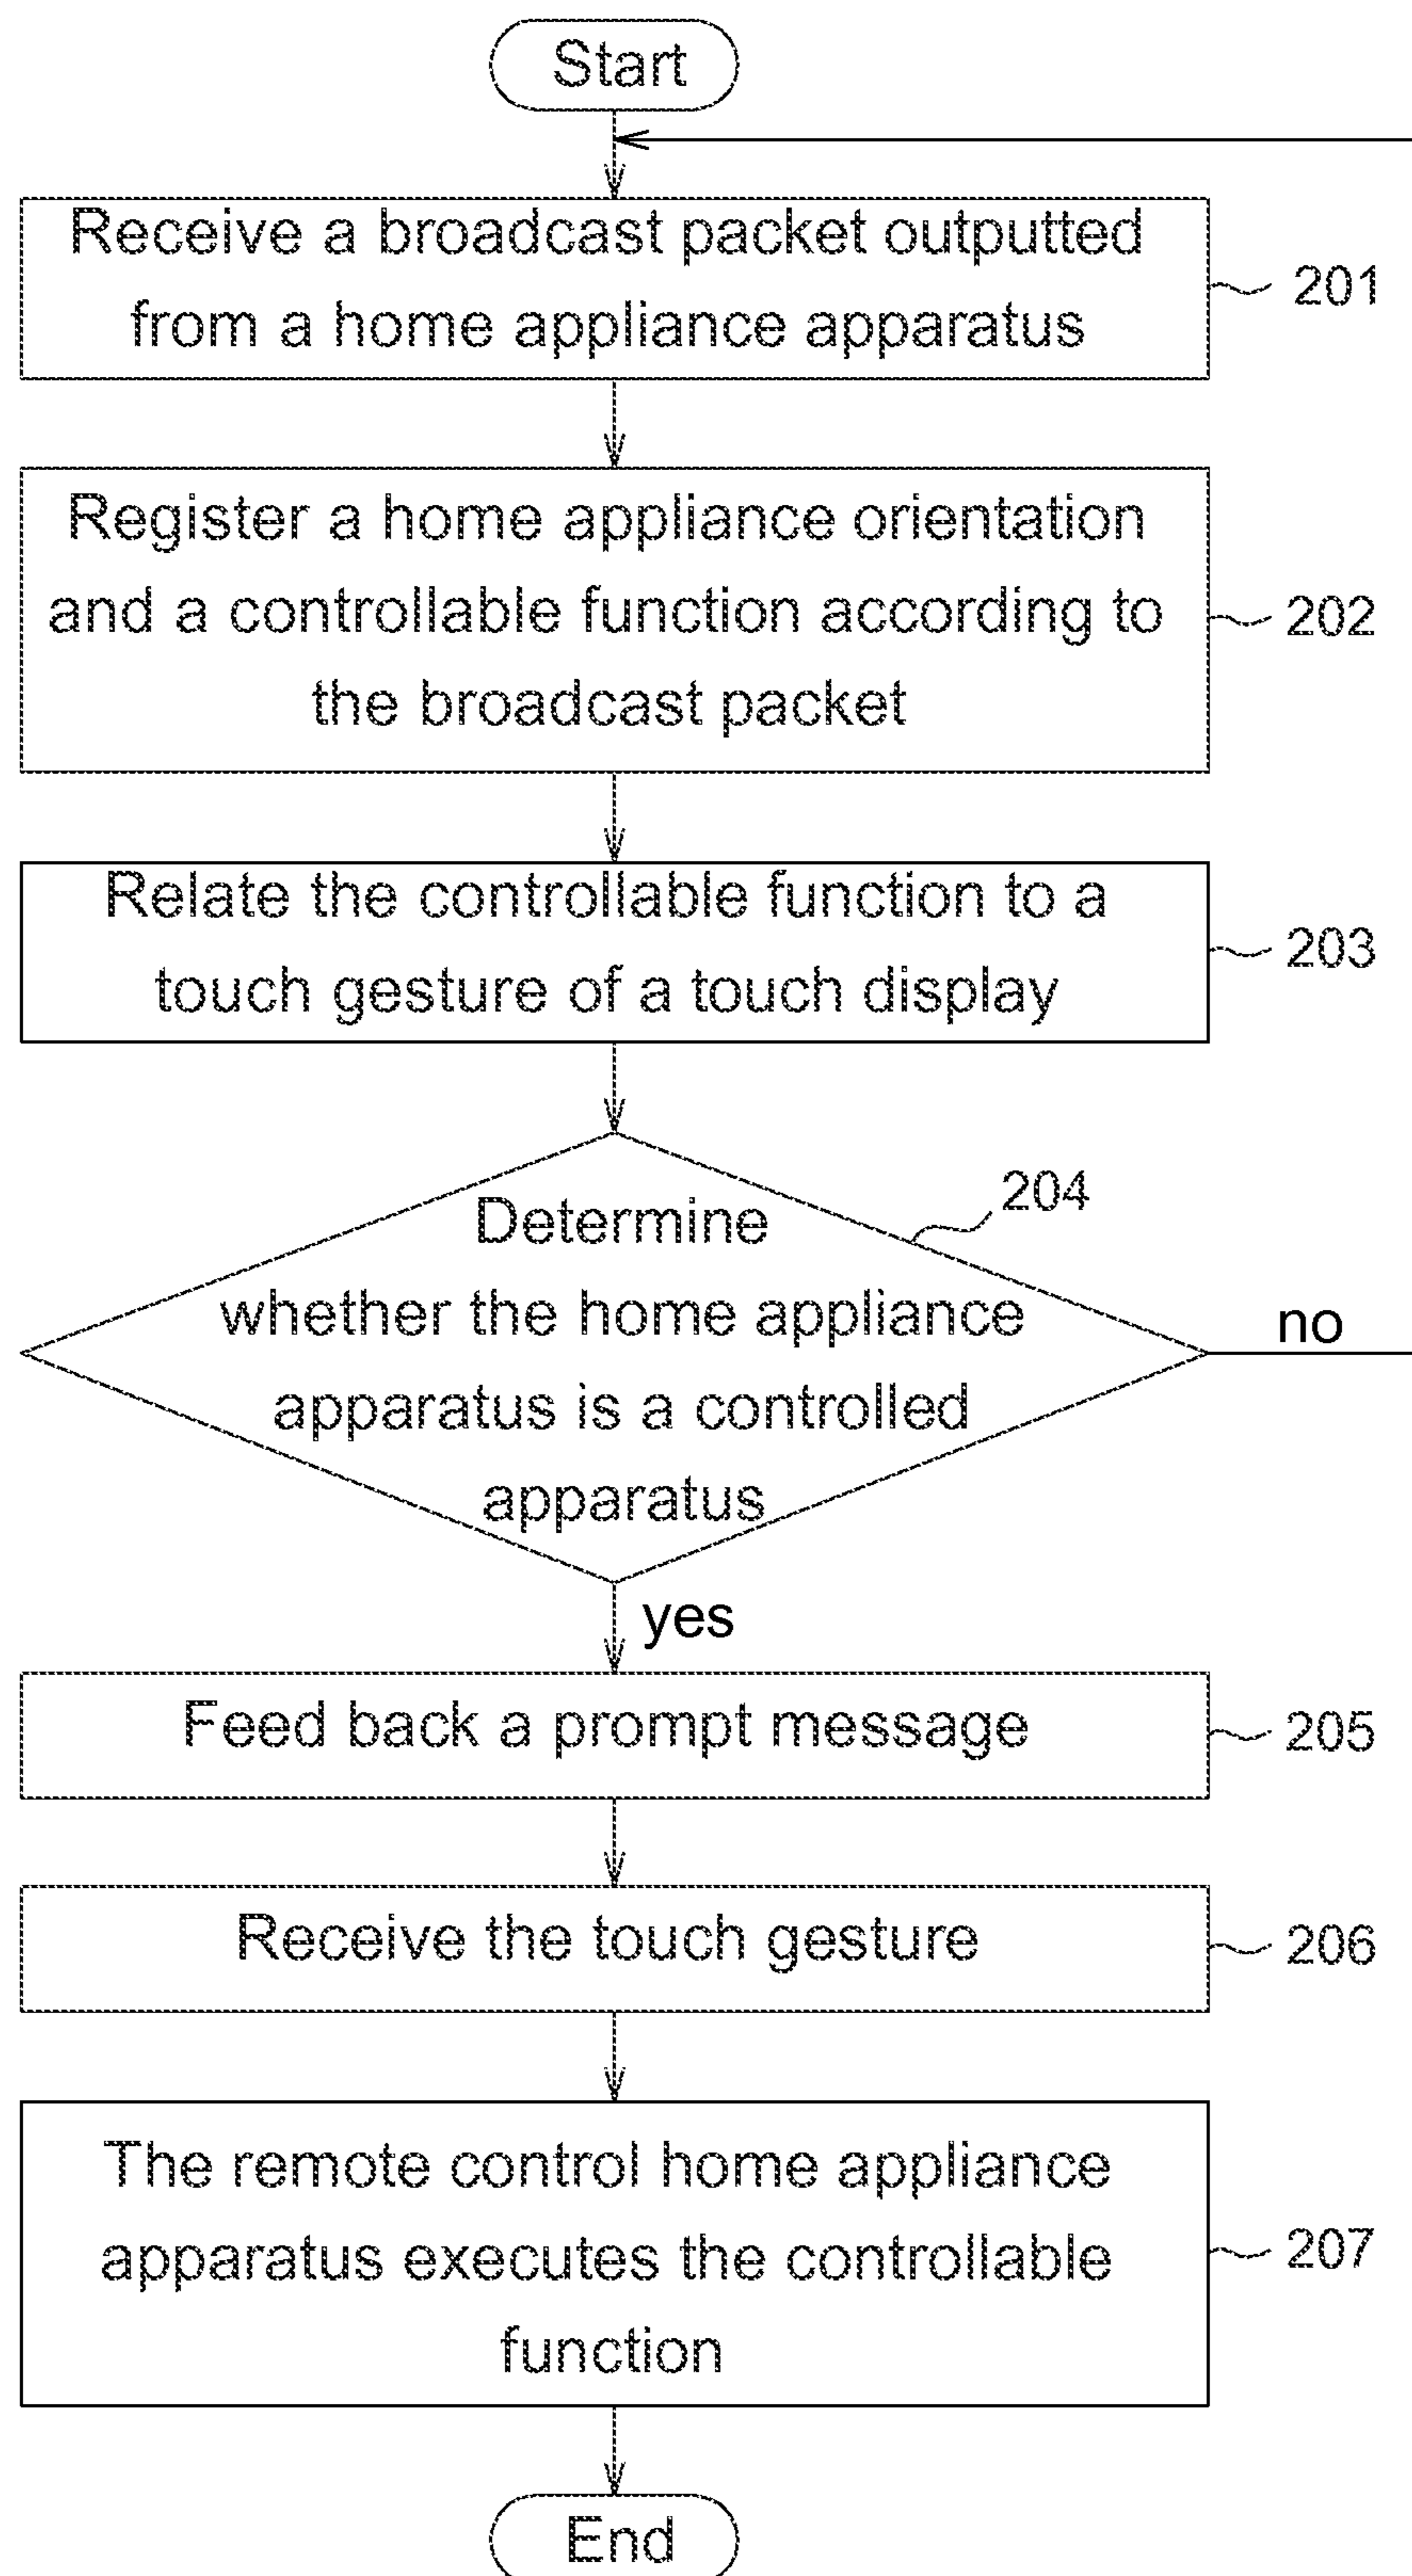 Start
Receive a broadcast packet outputted
from a home appliance apparatus
201
Register a home appliance orientation
and a controllable function according to
the broadcast packet
202
Relate the controllable function to a
touch gesture of a touch display
203
204
Determine
whether the home appliance
apparatus is a controlled
apparatus
no
yes
Feed back a prompt message
205
Receive the touch gesture
206
The remote control home appliance
apparatus executes the controllable
function
207
End